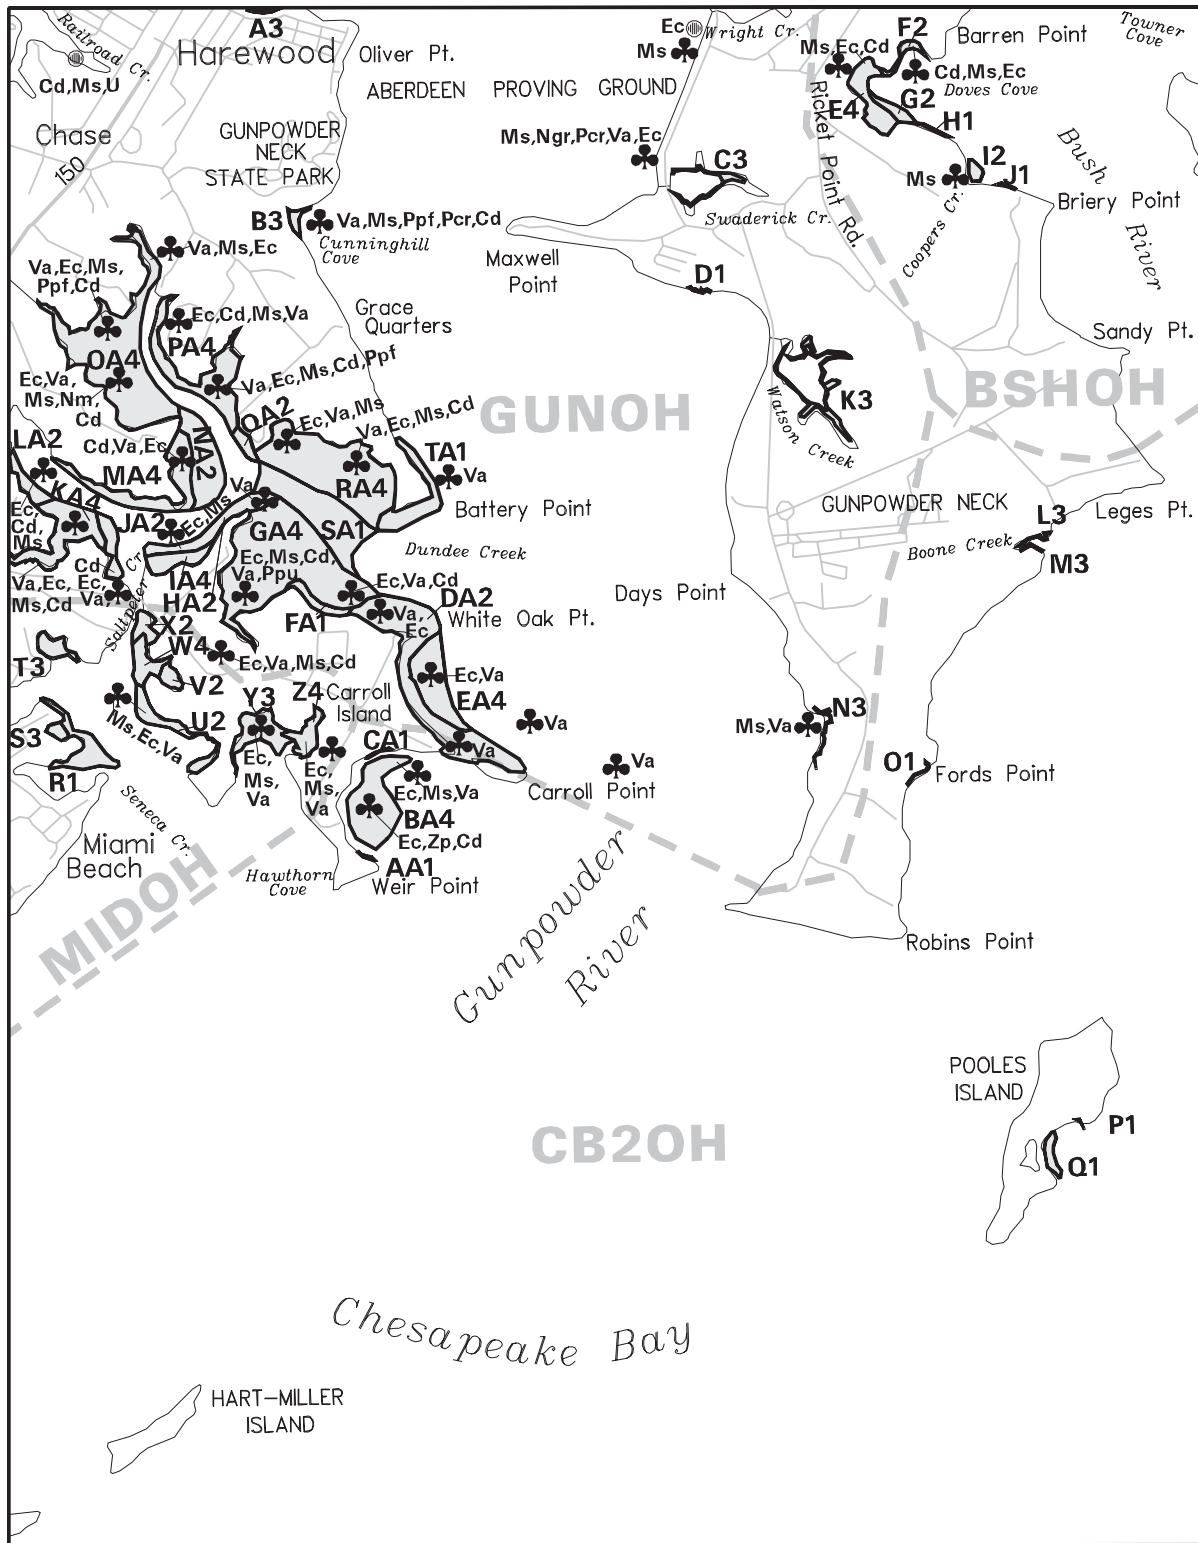 A3
Harewood
Railroad Cr.
Cd,Ms,U
Chase
150
Oliver Pt.
ABERDEEN PROVING GROUND
GUNPOWDER
NECK
STATE PARK
Ec
Wright Cr.
Ms
Ms,Ec,Cd
F2
Barren Point
Towner
Cove
Cd,Ms,Ec
Doves Cove
E4
G2
H1
Ricket Point Rd.
Bush
River
Ms,Ngr,Pcr,Va,Ec
C3
Swaderick Cr.
I2
J1
Ms
Briery Point
Coopers Cr.
B3
Va,Ms,Ppf,Pcr,Cd
Cunninghill
Cove
Va,Ms,Ec
Maxwell
Point
D1
Va,Ec,Ms,
Ppf,Cd
Ec,Cd,Ms,Va
PA4
Grace
Quarters
Sandy Pt.
OA4
Ec,Va,
Ms,Nm,
Cd
Va,Ec,Ms,Cd,Ppf
GUNOH
BSHOH
K3
Watson Creek
QA2
Ec,Va,Ms
Va,Ec,Ms,Cd
LA2
Cd,Va,Ec
NA2
MA4
TA1
Va
RA4
Va
KA4
Ec,
Cd,
Ms
JA2
Ec,Ms
GA4
SA1
Battery Point
GUNPOWDER NECK
L3
Leges Pt.
Boone Creek
M3
Dundee Creek
Ec,Ms,Cd,
Va,Ppu
Cd
Va,Ec,
Ms,Cd
Ec,
Va,
IA4
HA2
Ec,Va,Cd
DA2
White Oak Pt.
Va,
Ec
FA1
Days Point
Saltpeter Cr.
X2
W4
Ec,Va,Ms,Cd
T3
V2
Ec,Va
EA4
Y3
Z4
Carroll
Island
U2
Ms,Ec,Va
Va
Ms,Va
N3
S3
R1
CA1
Va
Va
Carroll Point
O1
Fords Point
Ec,
Ms,
Va
Ec,
Ms,
Va
Ec,Ms,Va
BA4
Ec,Zp,Cd
Seneca Cr.
Miami
Beach
AA1
Weir Point
Hawthorn
Cove
MIDOH
Gunpowder
River
Robins Point
POOLES
ISLAND
P1
Q1
CB2OH
Chesapeake Bay
HART-MILLER
ISLAND